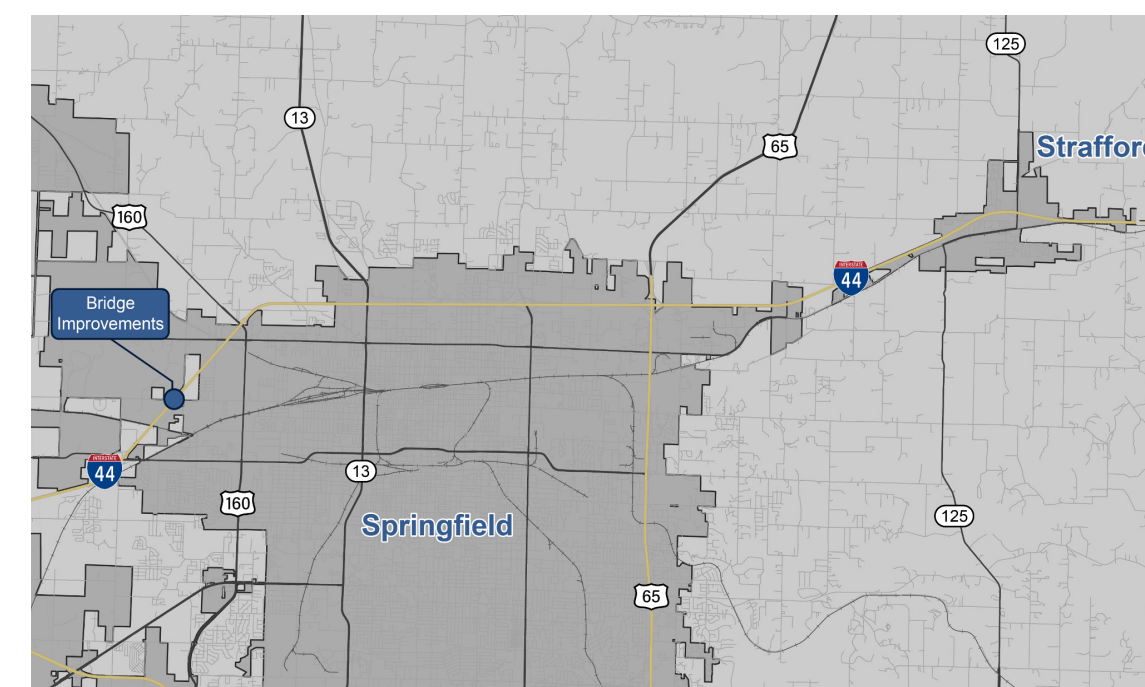 125
13
65
Strafford
160
INTERSTATE
44
Bridge
Improvements
INTERSTATE
44
13
160
Springfield
125
65